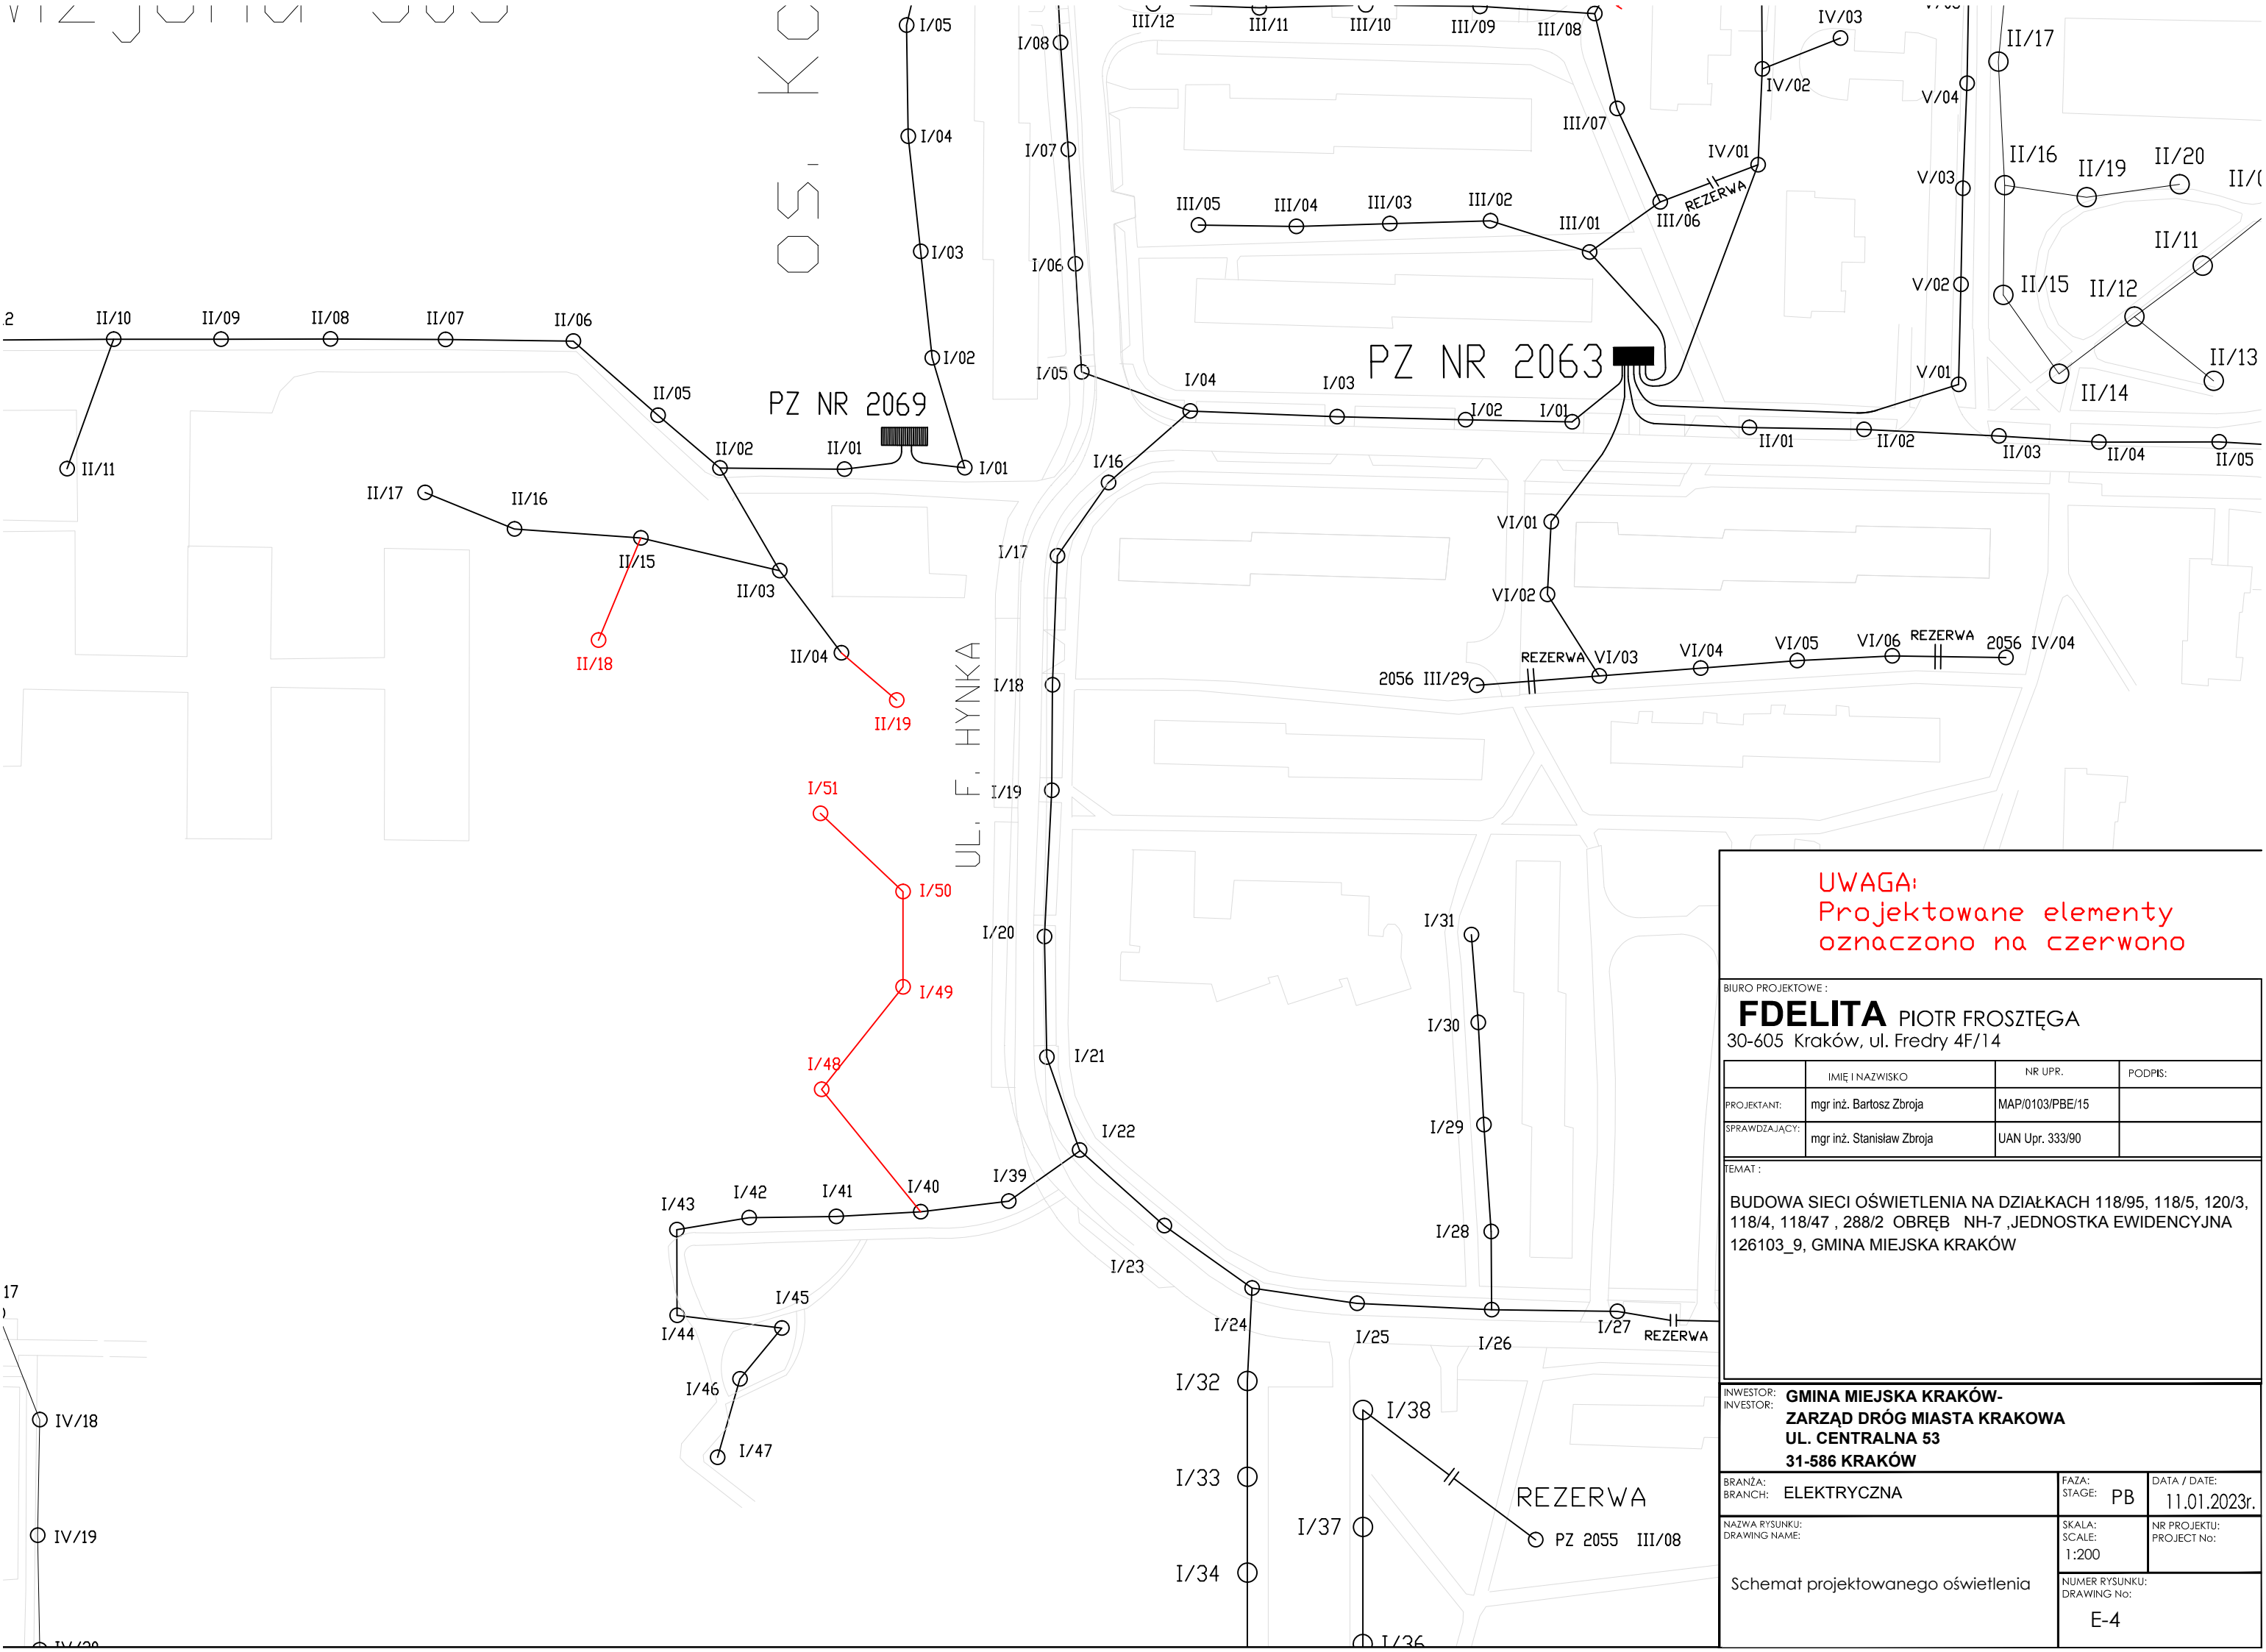 III/12
III/11
III/10
III/09
III/08
IV/03
II/17
I/05
I/08
IV/02
V/04
OS. KO
III/07
I/04
I/07
IV/01
II/16
II/19
II/20
V/03
REZERWA
III/05
III/04
III/03
III/02
III/01
III/06
I/03
I/06
II/11
V/02
II/15
II/12
II/10
II/09
II/08
II/07
II/06
I/02
PZ NR 2063
II/13
I/05
I/04
I/03
V/01
II/14
II/05
PZ NR 2069
I/02
I/01
II/01
II/02
II/03
II/04
II/05
II/02
II/01
I/01
II/11
I/16
II/17
II/16
VI/01
I/17
II/15
II/03
VI/02
II/04
II/18
REZERWA
VI/03
VI/04
VI/05
VI/06
REZERWA
2056 IV/04
2056 III/29
I/18
II/19
UL. F. HYNKA
I/51
I/19
I/50
I/31
I/20
I/49
I/30
I/21
I/48
I/29
I/22
I/43
I/42
I/41
I/40
I/39
I/28
I/23
I/45
I/44
I/24
I/25
I/26
I/27
REZERWA
17
I/46
I/32
I/38
IV/18
I/47
I/33
REZERWA
IV/19
I/37
PZ 2055 III/08
I/34
UWAGA:
Projektowane elementy
oznaczono na czerwono
BIURO PROJEKTOWE :
FDELITA PIOTR FROSZTĘGA
30-605 Kraków, ul. Fredry 4F/14
IMIĘ I NAZWISKO NR UPR. PODPIS:
PROJEKTANT: mgr inż. Bartosz Zbroja MAP/0103/PBE/15
SPRAWDZAJĄCY: mgr inż. Stanisław Zbroja UAN Upr. 333/90
TEMAT :
BUDOWA SIECI OŚWIETLENIA NA DZIAŁKACH 118/95, 118/5, 120/3,
118/4, 118/47 , 288/2 OBRĘB NH-7 ,JEDNOSTKA EWIDENCYJNA
126103_9, GMINA MIEJSKA KRAKÓW
INWESTOR: GMINA MIEJSKA KRAKÓW-
INVESTOR: ZARZĄD DRÓG MIASTA KRAKOWA
UL. CENTRALNA 53
31-586 KRAKÓW
BRANŻA:
BRANCH: ELEKTRYCZNA
FAZA:
STAGE: PB
DATA / DATE:
11.01.2023r.
NAZWA RYSUNKU:
DRAWING NAME:
Schemat projektowanego oświetlenia
SKALA:
SCALE:
1:200
NR PROJEKTU:
PROJECT No:
NUMER RYSUNKU:
DRAWING No:
E-4